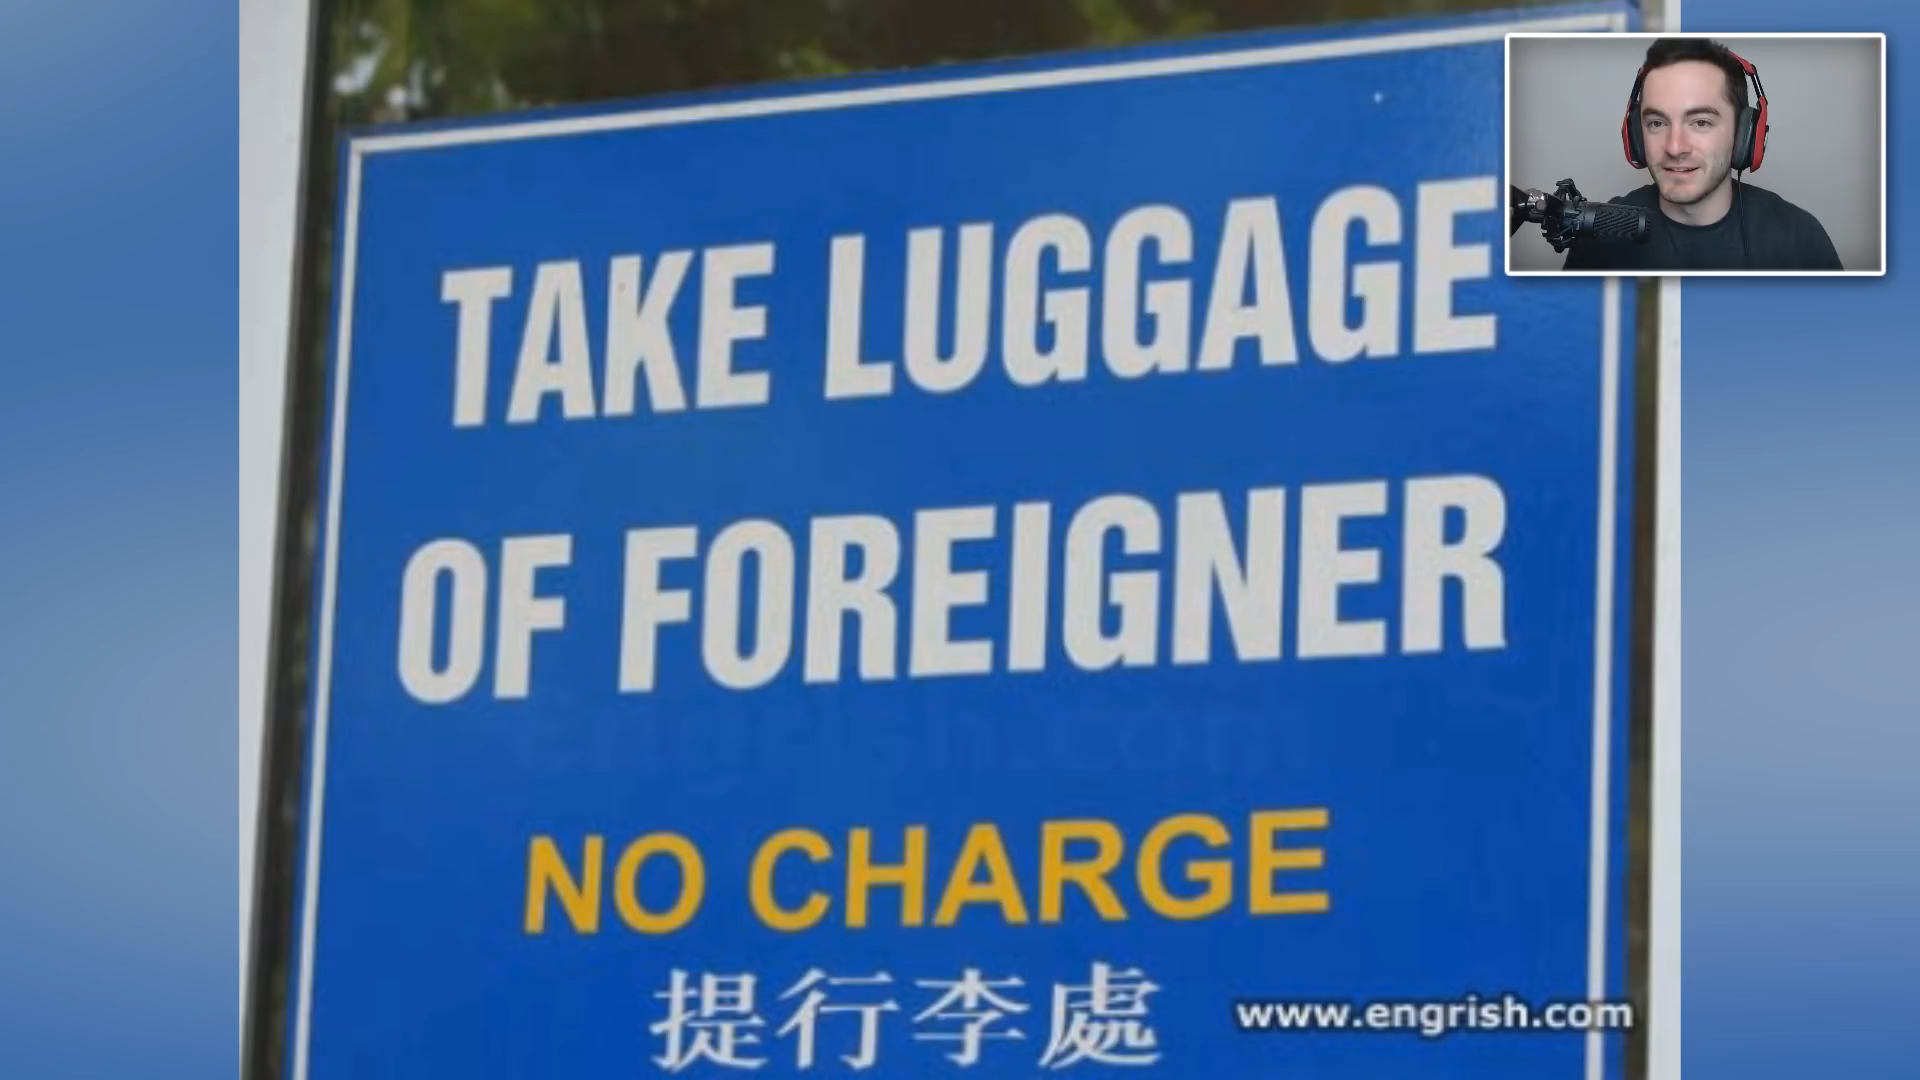 TAKE LUGGAGE
OF FOREIGNER
NO CHARGE
提行李處
www.engrish.com